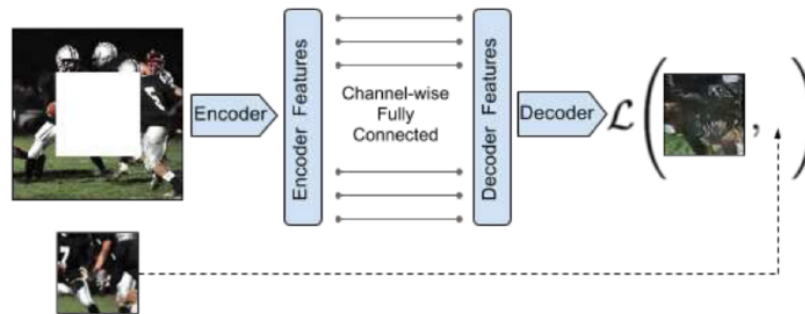 Encoder
Encoder Features
Channel-wise
Fully
Connected
Decoder Features
Decoder
ℒ( , )